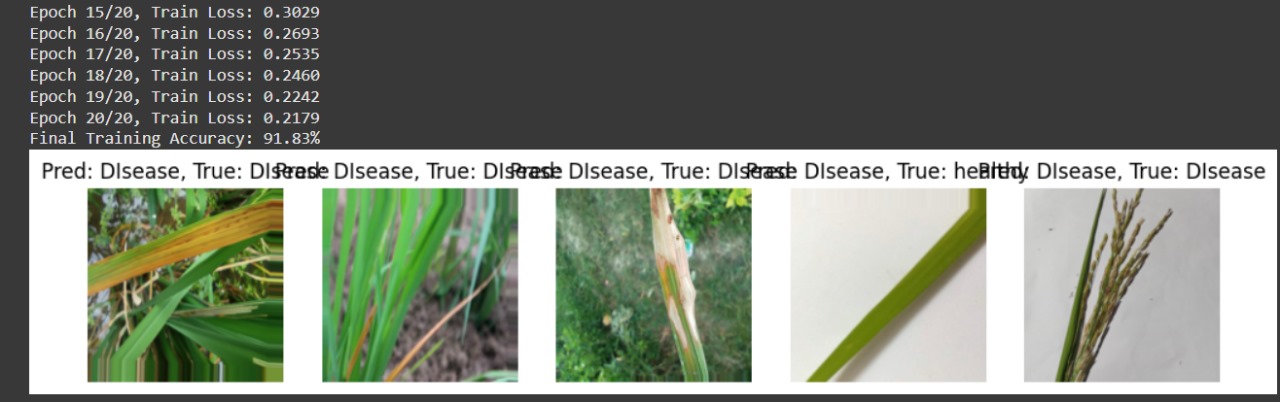 Epoch 15/20, Train Loss: 0.3029
Epoch 16/20, Train Loss: 0.2693
Epoch 17/20, Train Loss: 0.2535
Epoch 18/20, Train Loss: 0.2460
Epoch 19/20, Train Loss: 0.2242
Epoch 20/20, Train Loss: 0.2179
Final Training Accuracy: 91.83%
Pred: DIsease, True: DIsease Pred: DIsease, True: DIsease Pred: DIsease, True: DIsease Pred: DIsease, True: healthy Pred: DIsease, True: DIsease